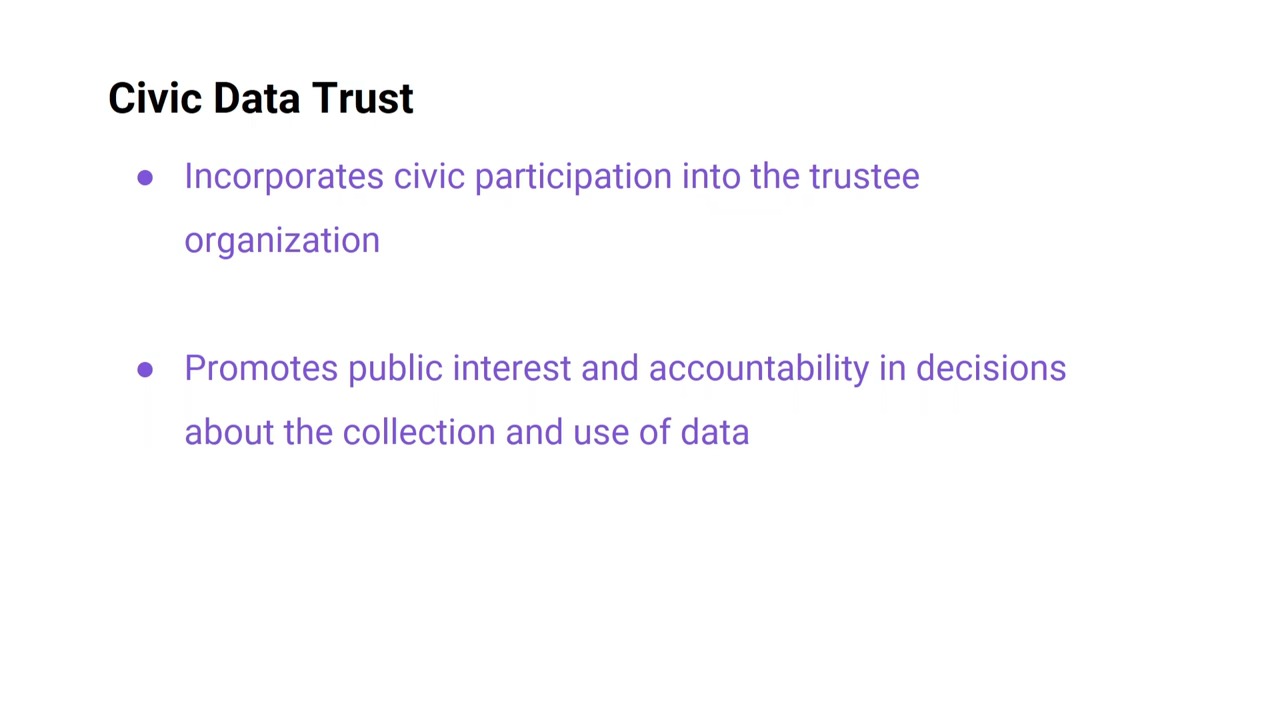 Civic Data Trust
● Incorporates civic participation into the trustee
organization
● Promotes public interest and accountability in decisions
about the collection and use of data